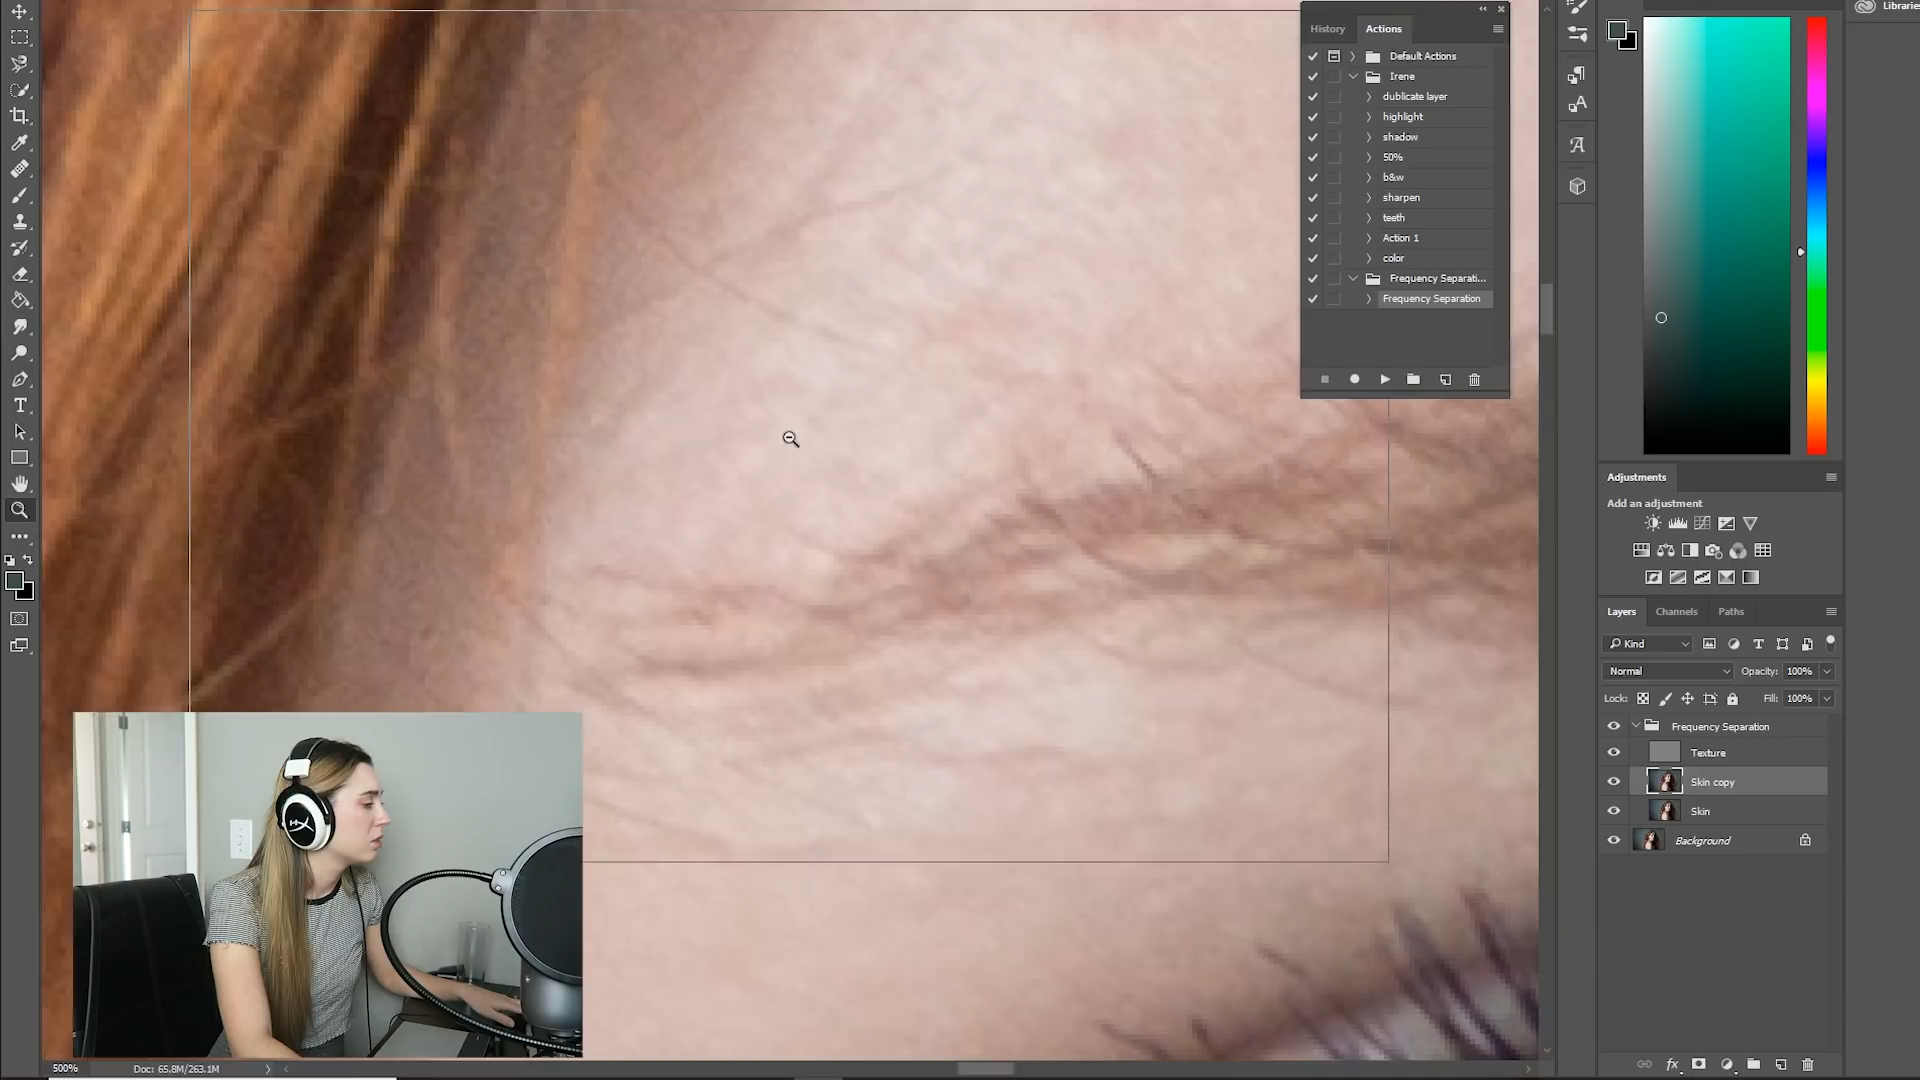 Libraries
History Actions
Default Actions
Irene
dublicate layer
highlight
shadow
50%
b&w
sharpen
teeth
Action 1
color
Frequency Separati...
Frequency Separation
Adjustments
Add an adjustment
Layers Channels Paths
Kind
Normal Opacity: 100%
Lock: Fill: 100%
Frequency Separation
Texture
Skin copy
Skin
Background
fx
500% Doc: 65.8M/263.1M